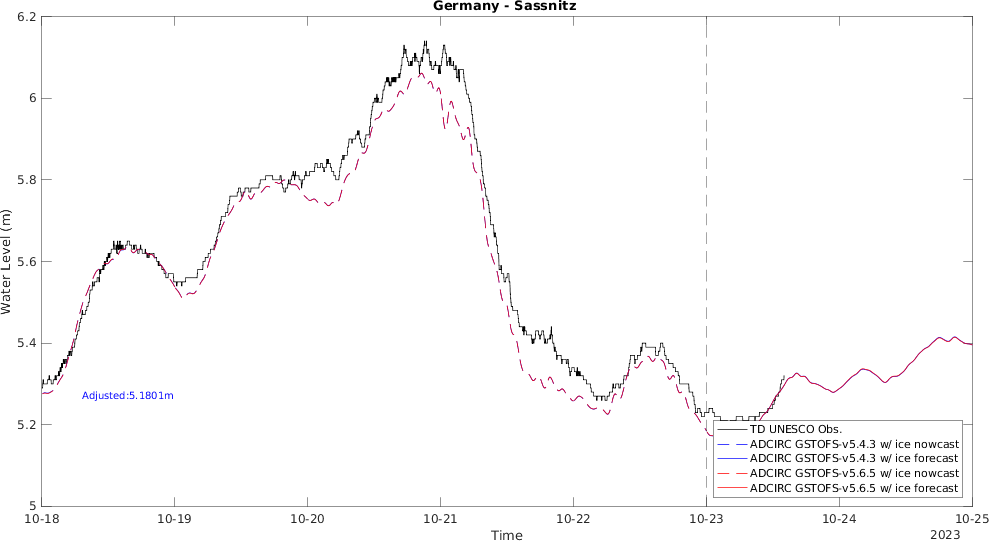 Germany - Sassnitz
6.2
6
5.8
5.6
5.4
5.2
5
Water Level (m)
Adjusted:5.1801m
TD UNESCO Obs.
ADCIRC GSTOFS-v5.4.3 w/ ice nowcast
ADCIRC GSTOFS-v5.4.3 w/ ice forecast
ADCIRC GSTOFS-v5.6.5 w/ ice nowcast
ADCIRC GSTOFS-v5.6.5 w/ ice forecast
10-18 10-19 10-20 10-21 10-22 10-23 10-24 10-25
Time
2023